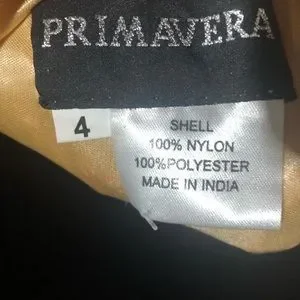 PRIMAVERA
4
SHELL
100% NYLON
100%POLYESTER
MADE IN INDIA